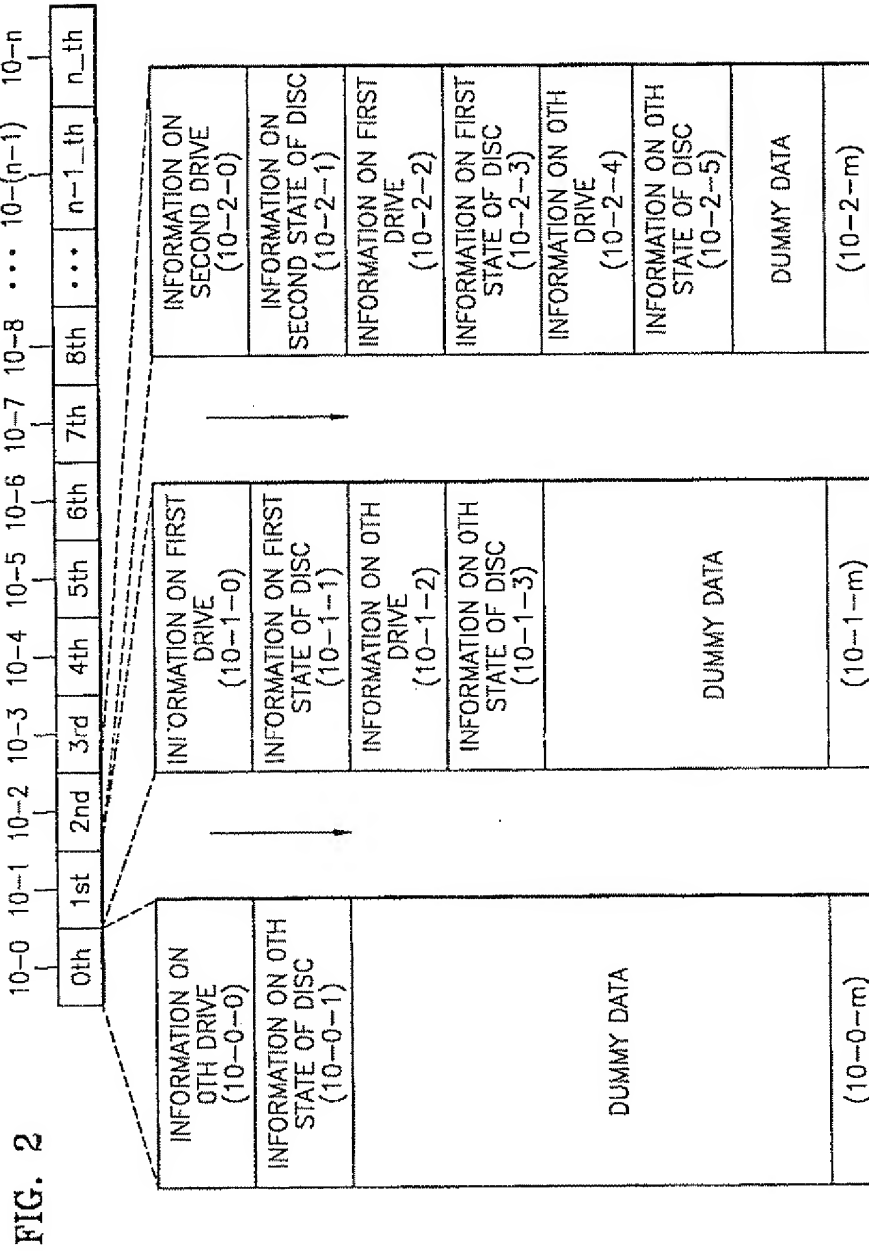 FIG. 2
10-0 10-1 10-2 10-3 10-4 10-5 10-6 10-7 10-8 ••• 10-(n-1) 10-n
0th 1st 2nd 3rd 4th 5th 6th 7th 8th ••• n-1_th n_th
INFORMATION ON
0TH DRIVE
(10-0-0)
INFORMATION ON 0TH
STATE OF DISC
(10-0-1)
DUMMY DATA
(10-0-m)
INFORMATION ON FIRST
DRIVE
(10-1-0)
INFORMATION ON FIRST
STATE OF DISC
(10-1-1)
INFORMATION ON 0TH
DRIVE
(10-1-2)
INFORMATION ON 0TH
STATE OF DISC
(10-1-3)
DUMMY DATA
(10-1-m)
INFORMATION ON
SECOND DRIVE
(10-2-0)
INFORMATION ON
SECOND STATE OF DISC
(10-2-1)
INFORMATION ON FIRST
DRIVE
(10-2-2)
INFORMATION ON FIRST
STATE OF DISC
(10-2-3)
INFORMATION ON 0TH
DRIVE
(10-2-4)
INFORMATION ON 0TH
STATE OF DISC
(10-2-5)
DUMMY DATA
(10-2-m)